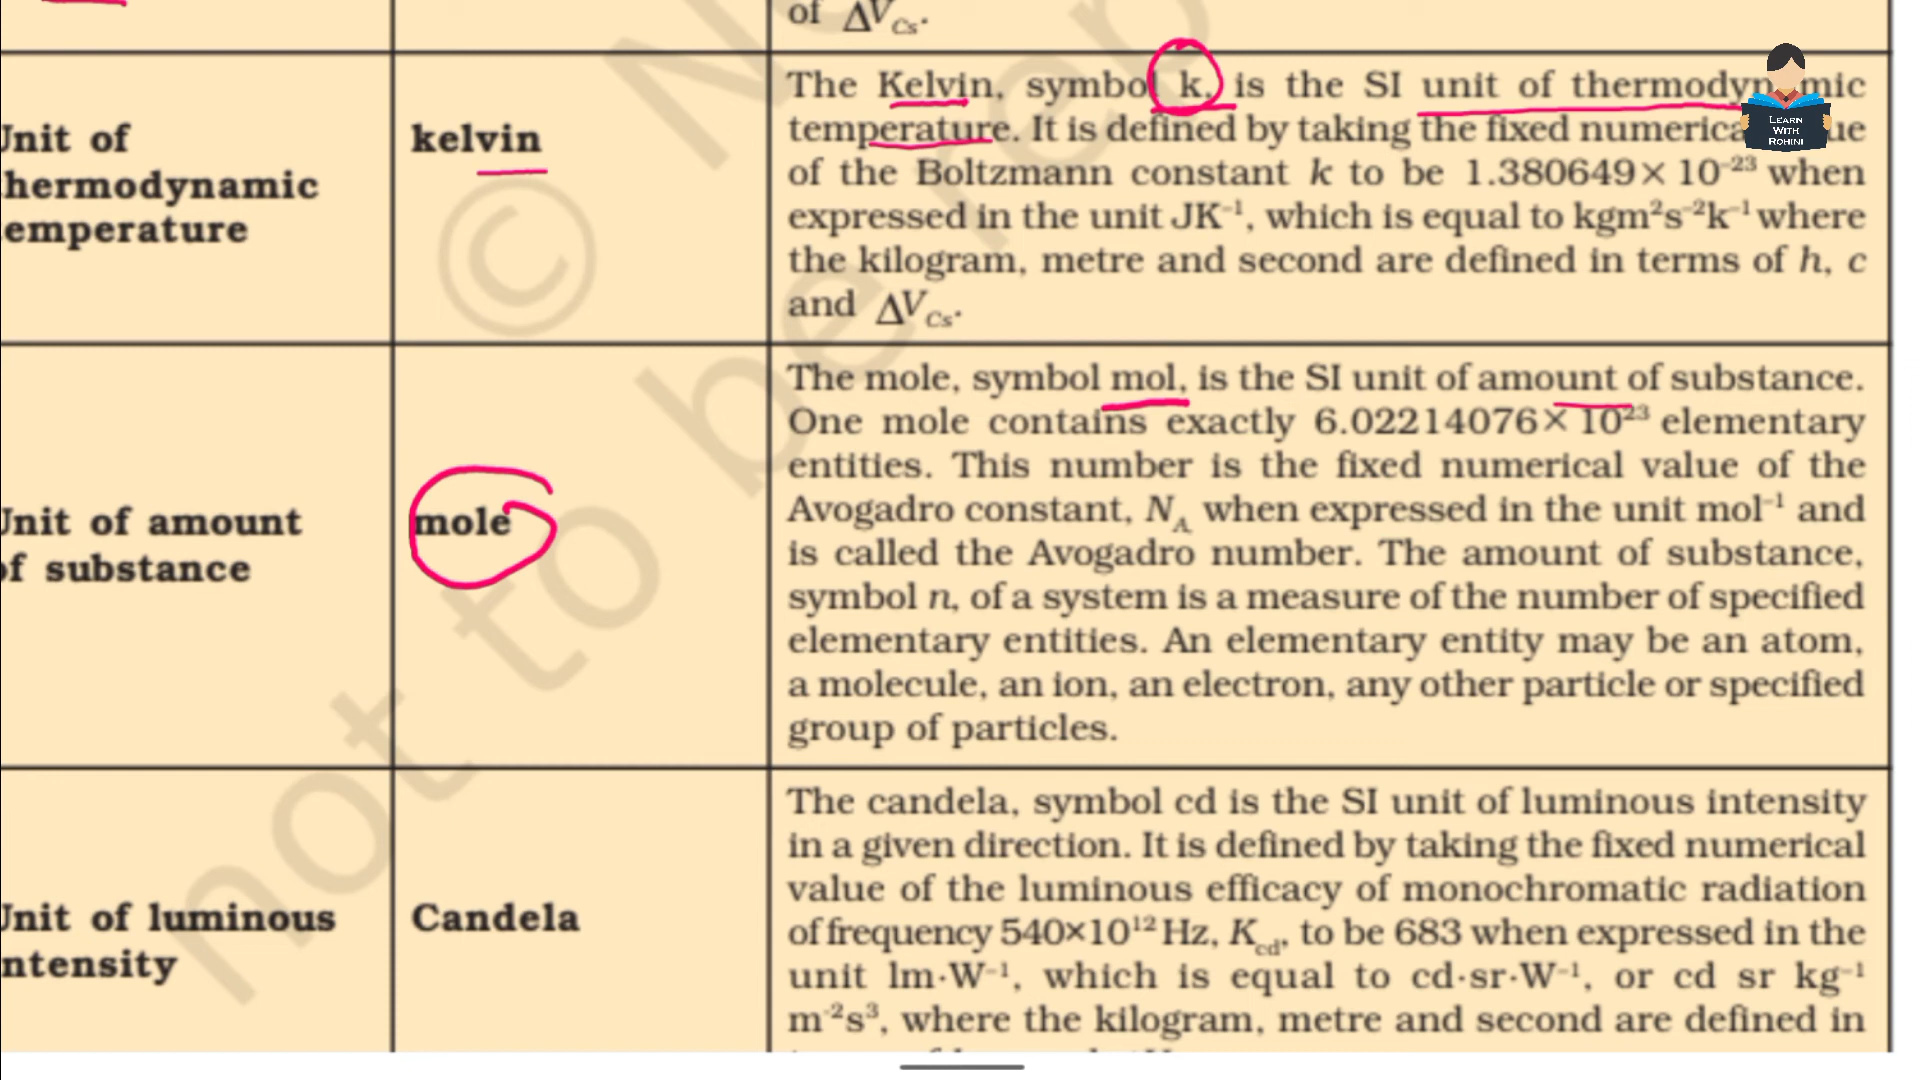 of ΔV Cs.
The Kelvin, symbol k, is the SI unit of
temperature. It is defined by taking the fixed
of the Boltzmann constant k to be 1.380649×10⁻²³ when
expressed in the unit JK⁻¹, which is equal to kgm²s⁻²k⁻¹ where
the kilogram, metre and second are defined in terms of h, c
and ΔV Cs.
kelvin
Unit of
temperature
The mole, symbol mol, is the SI unit of amount of substance.
One mole contains exactly 6.02214076×10²³ elementary
entities. This number is the fixed numerical value of the
Avogadro constant, N A when expressed in the unit mol⁻¹ and
is called the Avogadro number. The amount of substance,
symbol n, of a system is a measure of the number of specified
elementary entities. An elementary entity may be an atom,
a molecule, an ion, an electron, any other particle or specified
group of particles.
mole
Unit of amount
of substance
The candela, symbol cd is the SI unit of luminous intensity
in a given direction. It is defined by taking the fixed numerical
value of the luminous efficacy of monochromatic radiation
of frequency 540×10¹² Hz, K cd, to be 683 when expressed in the
unit lm·W⁻¹, which is equal to cd·sr·W⁻¹, or cd sr kg⁻¹
m⁻²s³, where the kilogram, metre and second are defined in
Candela
Unit of luminous
intensity
LEARN
WITH
ROHINI
©
not to be